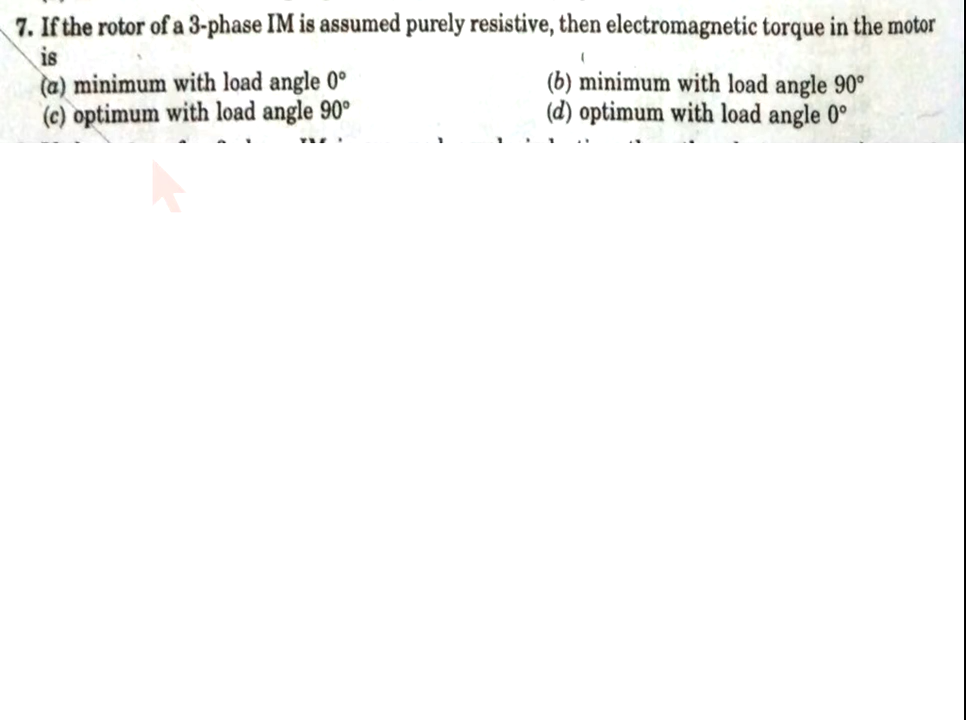 7. If the rotor of a 3-phase IM is assumed purely resistive, then electromagnetic torque in the motor
is
(a) minimum with load angle 0°
(b) minimum with load angle 90°
(c) optimum with load angle 90°
(d) optimum with load angle 0°